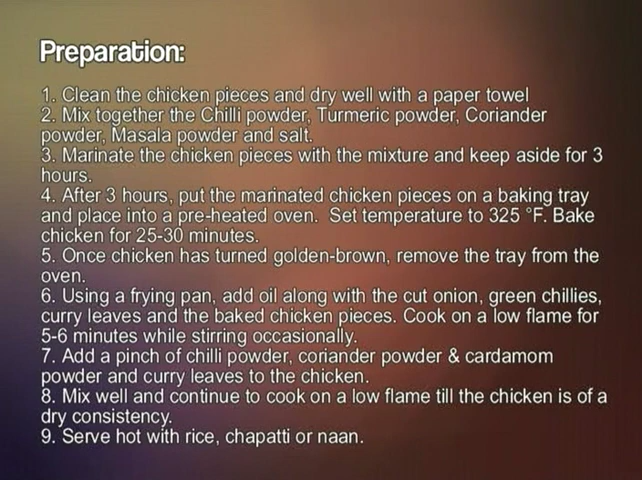 Preparation:
1. Clean the chicken pieces and dry well with a paper towel
2. Mix together the Chilli powder, Turmeric powder, Coriander
powder, Masala powder and salt.
3. Marinate the chicken pieces with the mixture and keep aside for 3
hours.
4. After 3 hours, put the marinated chicken pieces on a baking tray
and place into a pre-heated oven.  Set temperature to 325 °F. Bake
chicken for 25-30 minutes.
5. Once chicken has turned golden-brown, remove the tray from the
oven.
6. Using a frying pan, add oil along with the cut onion, green chillies,
curry leaves and the baked chicken pieces. Cook on a low flame for
5-6 minutes while stirring occasionally.
7. Add a pinch of chilli powder, coriander powder & cardamom
powder and curry leaves to the chicken.
8. Mix well and continue to cook on a low flame till the chicken is of a
dry consistency.
9. Serve hot with rice, chapatti or naan.